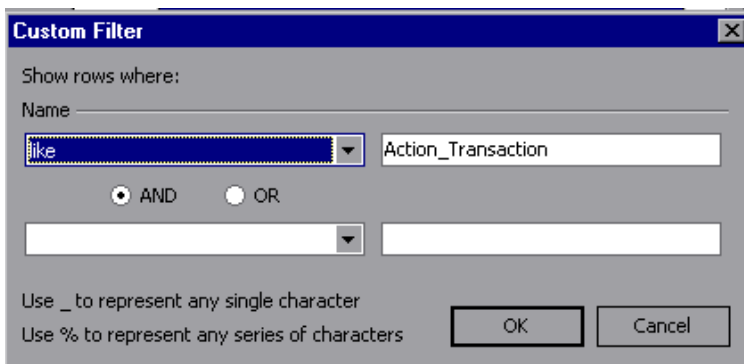 Custom Filter
Show rows where:
Name
like Action_Transaction
AND OR
Use _ to represent any single character
Use % to represent any series of characters
OK Cancel